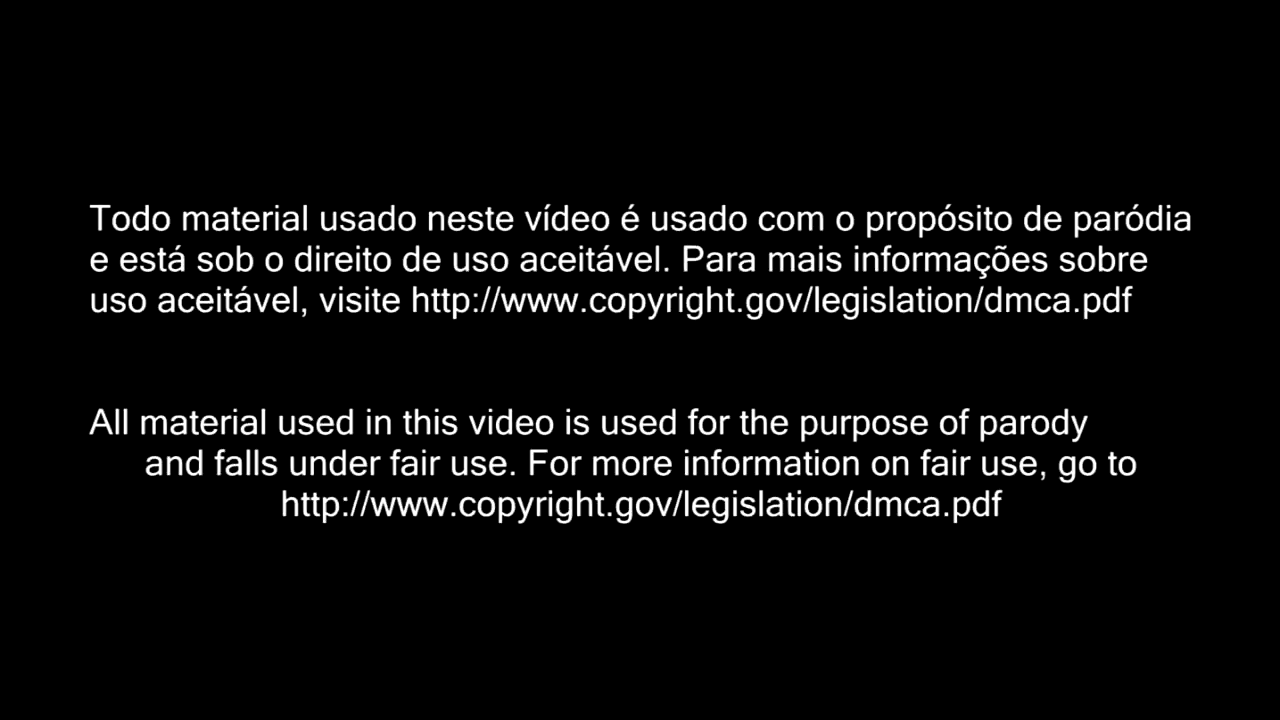 Todo material usado neste vídeo é usado com o propósito de paródia
e está sob o direito de uso aceitável. Para mais informações sobre
uso aceitável, visite http://www.copyright.gov/legislation/dmca.pdf
All material used in this video is used for the purpose of parody
and falls under fair use. For more information on fair use, go to
http://www.copyright.gov/legislation/dmca.pdf